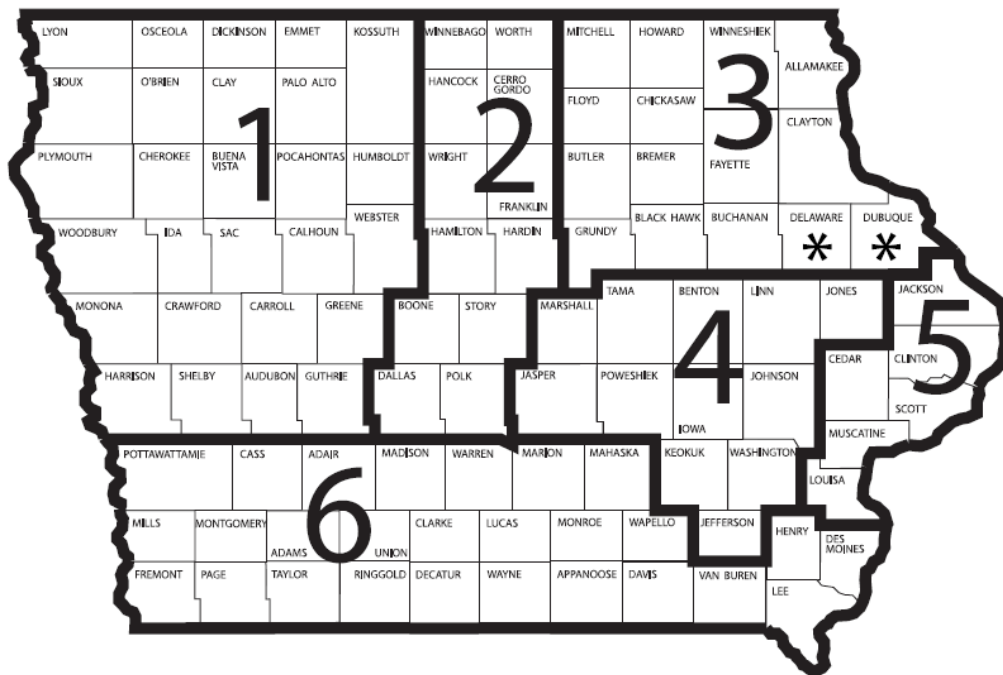 LYON OSCEOLA DICKINSON EMMET KOSSUTH WINNEBAGO WORTH MITCHELL HOWARD WINNESHIEK
ALLAMAKEE
SIOUX O'BRIEN CLAY PALO ALTO HANCOCK CERRO
GORDO
1 2 3
FLOYD CHICKASAW
CLAYTON
PLYMOUTH CHEROKEE BUENA
VISTA POCAHONTAS HUMBOLDT WRIGHT BUTLER BREMER FAYETTE
FRANKLIN
WEBSTER BLACK HAWK BUCHANAN DELAWARE DUBUQUE
WOODBURY IDA SAC CALHOUN HAMILTON HARDIN GRUNDY
* *
TAMA BENTON LINN JONES JACKSON
MONONA CRAWFORD CARROLL GREENE BOONE STORY MARSHALL
4 5
CEDAR CLINTON
HARRISON SHELBY AUDUBON GUTHRIE DALLAS POLK JASPER POWESHIEK JOHNSON
SCOTT
IOWA MUSCATINE
POTTAWATTAMIE CASS ADAIR MADISON WARREN MARION MAHASKA KEOKUK WASHINGTON
LOUISA
6
MILLS MONTGOMERY CLARKE LUCAS MONROE WAPELLO JEFFERSON HENRY
DES
MOINES
ADAMS UNION
FREMONT PAGE TAYLOR RINGGOLD DECATUR WAYNE APPANOOSE DAVIS VAN BUREN
LEE